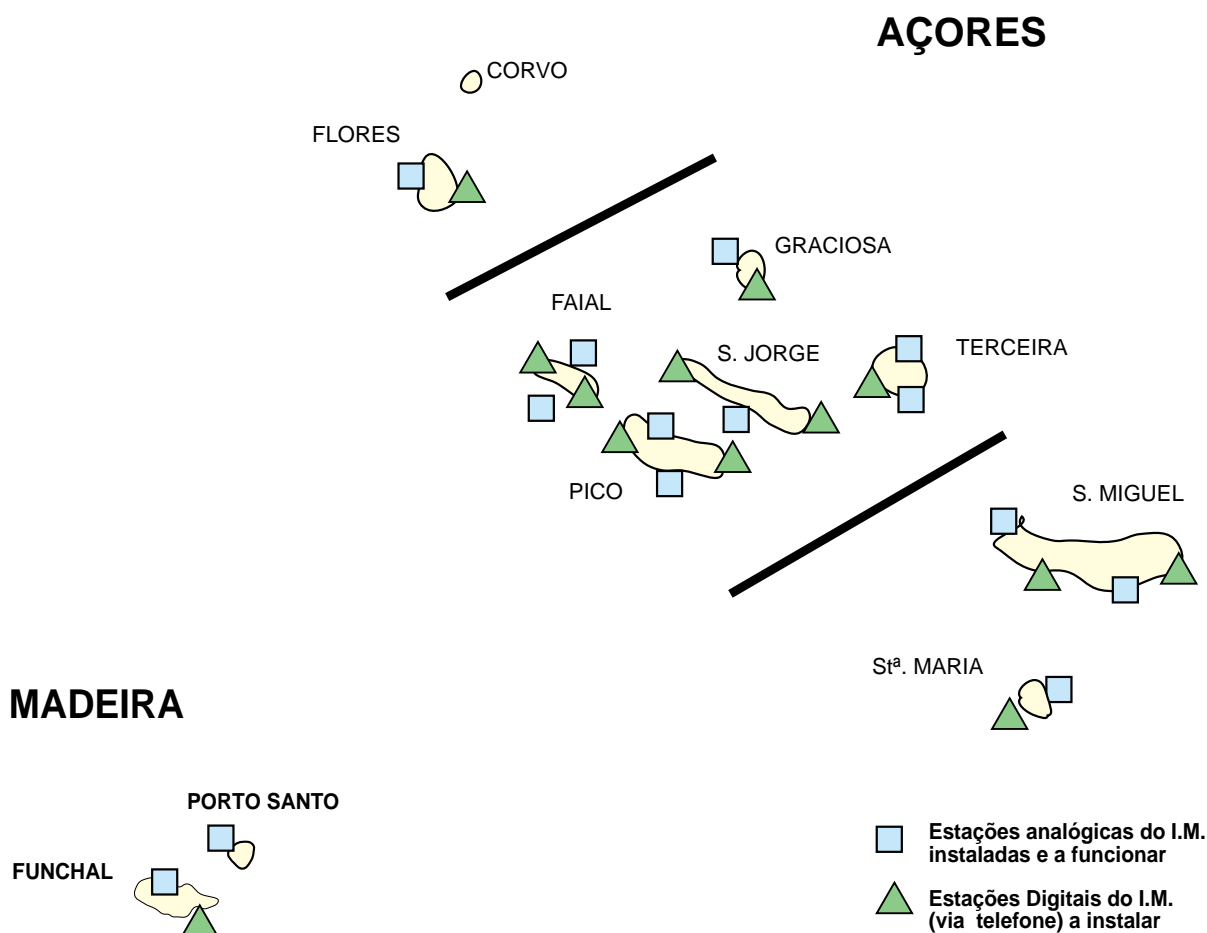 AÇORES
CORVO
FLORES
GRACIOSA
FAIAL
S. JORGE
TERCEIRA
PICO
S. MIGUEL
Stª. MARIA
MADEIRA
PORTO SANTO
FUNCHAL
Estações analógicas do I.M.
instaladas e a funcionar
Estações Digitais do I.M.
(via telefone) a instalar